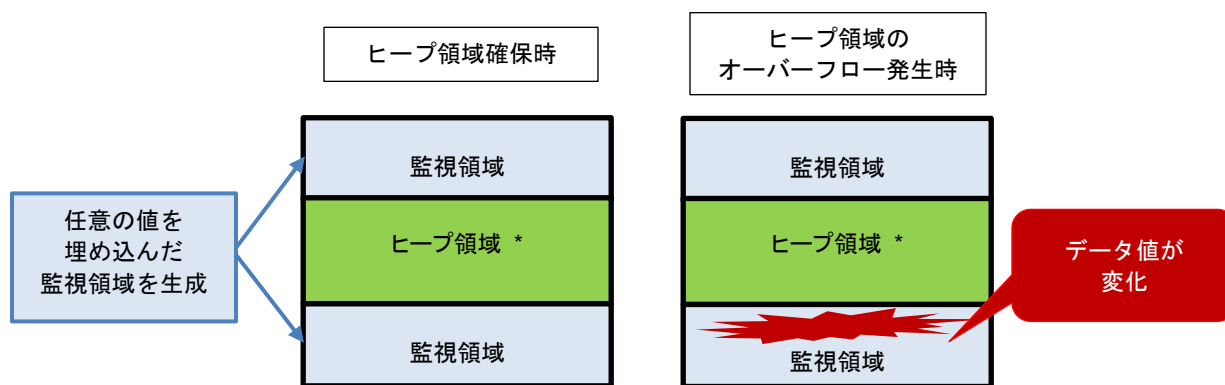 ヒープ領域確保時
ヒープ領域の
オーバーフロー発生時
監視領域
監視領域
任意の値を
埋め込んだ
監視領域を生成
ヒープ領域 *
ヒープ領域 *
データ値が
変化
監視領域
監視領域